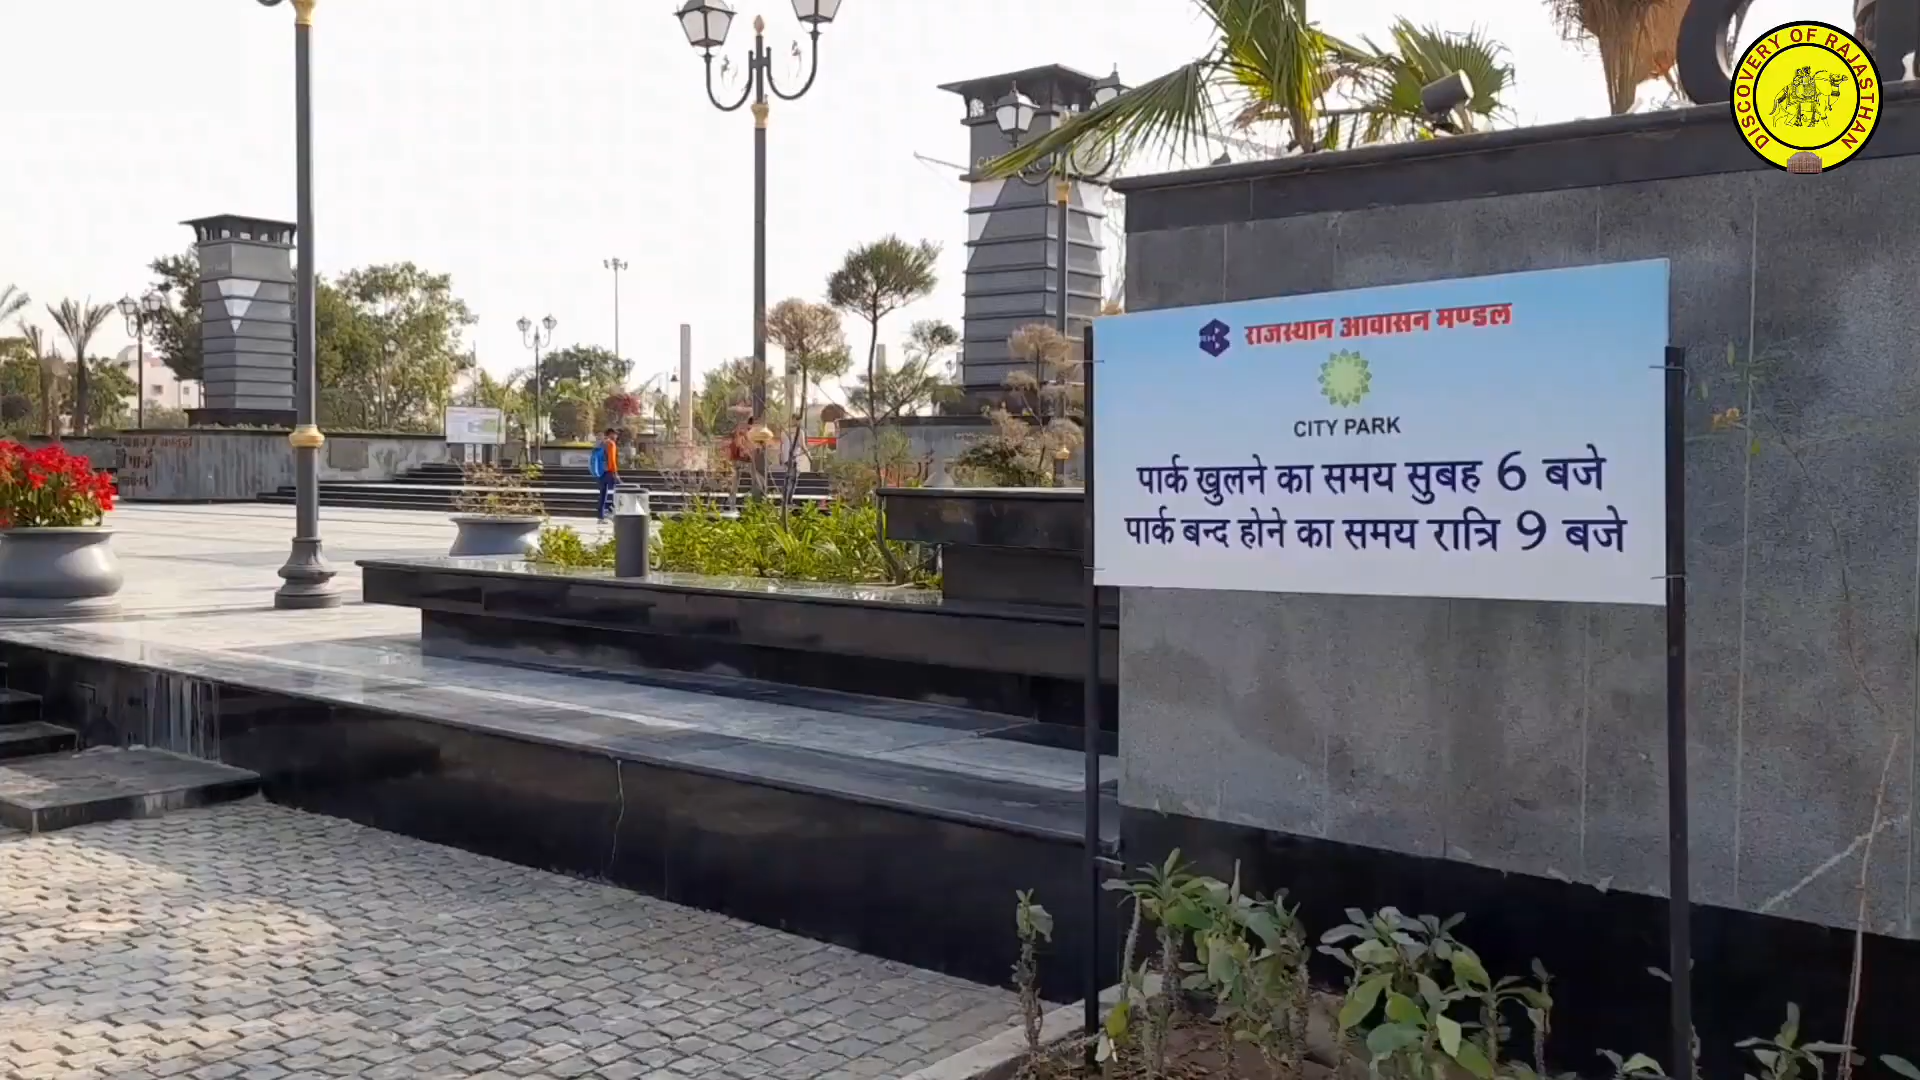 DISCOVERY OF RAJASTHAN
राजस्थान आवासन मण्डल
CITY PARK
पार्क खुलने का समय सुबह 6 बजे
पार्क बन्द होने का समय रात्रि 9 बजे